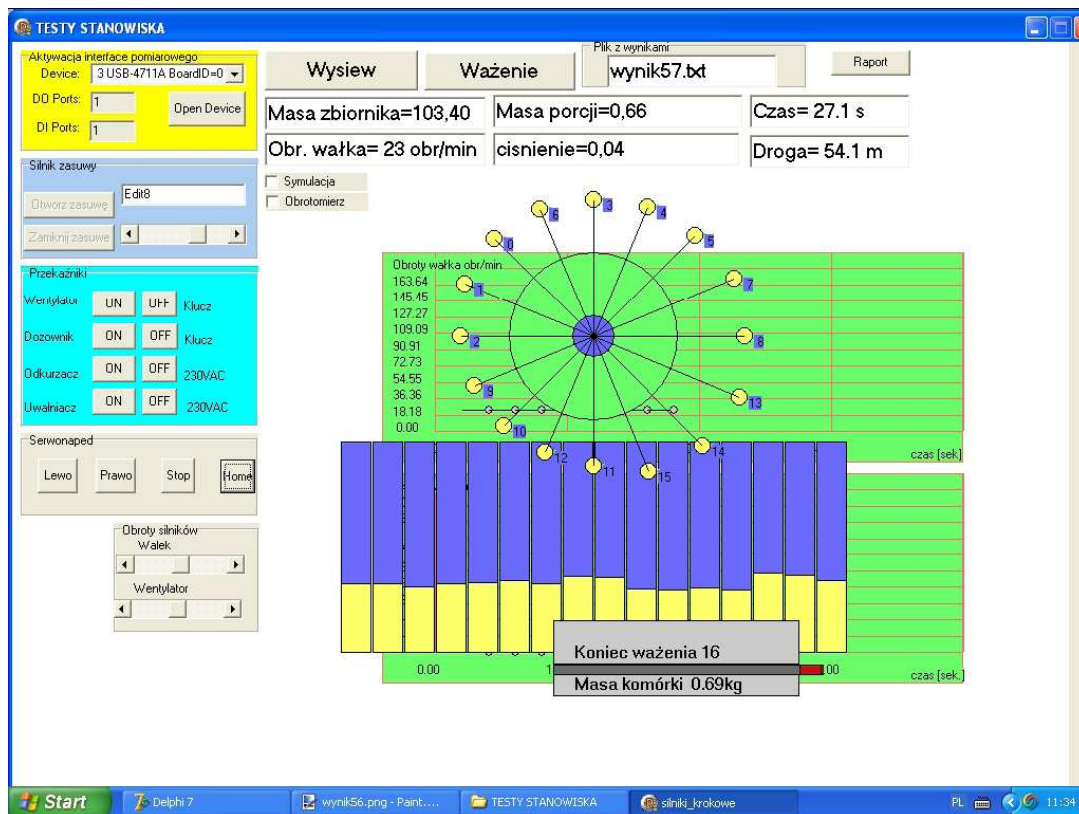 TESTY STANOWISKA
Aktywacja interface pomiarowego
Device: 3 USB-4711A BoardID=0
DO Ports: 1
Open Device
DI Ports: 1
Wysiew
Ważenie
Plik z wynikami
wynik57.txt
Raport
Masa zbiornika=103,40
Masa porcji=0,66
Czas= 27.1 s
Obr. wałka= 23 obr/min
cisnienie=0,04
Droga= 54.1 m
Silnik zasuwy
Otworz zasuwę
Edit8
Zamknij zasuwe
Symulacja
Obrotomierz
Przekaźniki
Wentylator ON OFF Klucz
Dozownik ON OFF Klucz
Odkurzacz ON OFF 230VAC
Uwalniacz ON OFF 230VAC
Serwonaped
Lewo Prawo Stop Home
Obroty silników
Walek
Wentylator
Obroty wałka obr/min
163.64
145.45
127.27
109.09
90.91
72.73
54.55
36.36
18.18
0.00
czas [sek]
3
6
4
0
5
1
7
2
8
9
13
10
14
12
11
15
Koniec ważenia 16
Masa komórki 0.69kg
0.00
1
00
czas [sek.]
Start
Delphi 7
wynik56.png - Paint....
TESTY STANOWISKA
silniki_krokowe
PL
11:34